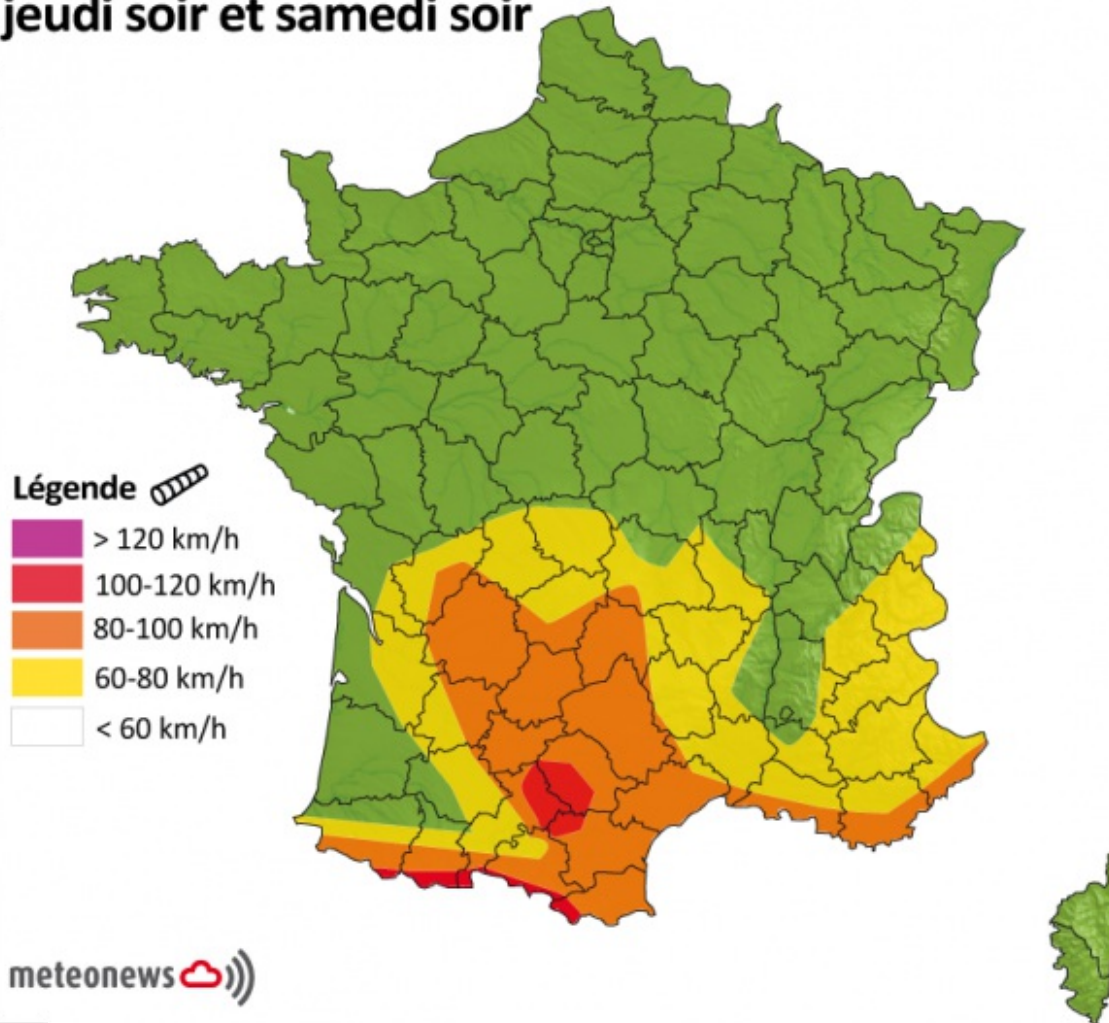 jeudi soir et samedi soir
Légende
> 120 km/h
100-120 km/h
80-100 km/h
60-80 km/h
< 60 km/h
meteonews